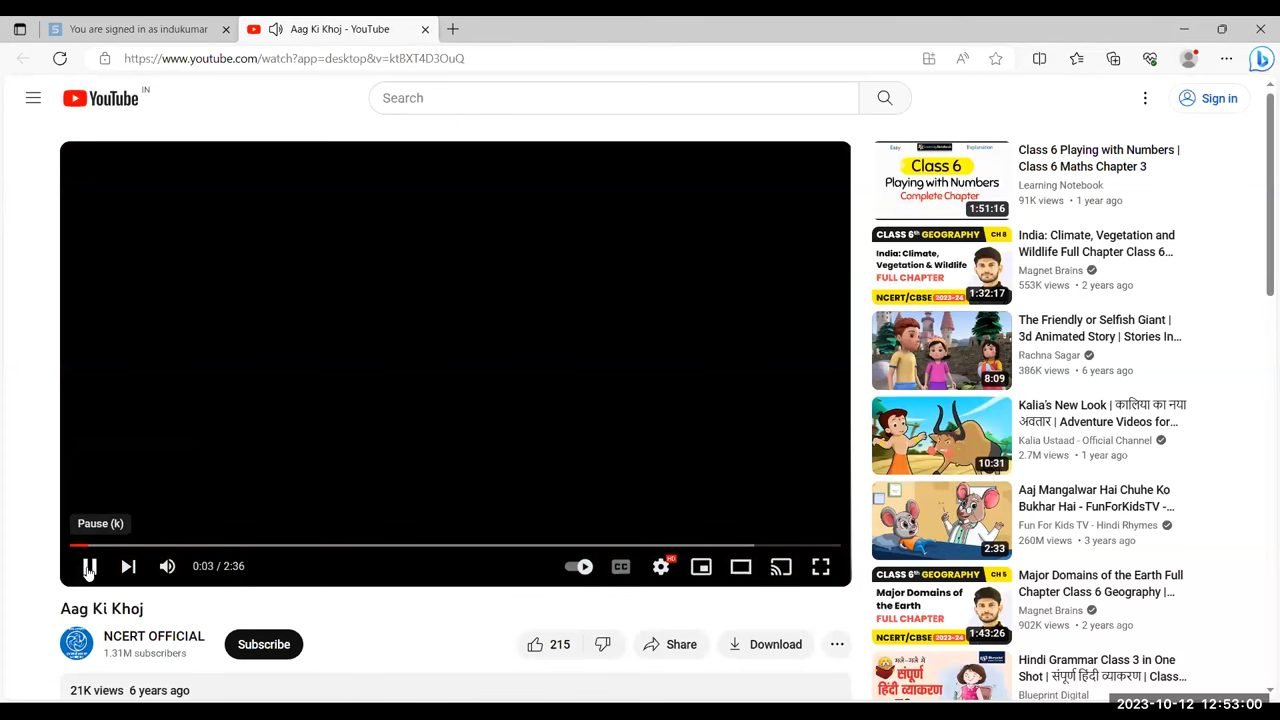 You are signed in as indukumar
Aag Ki Khoj - YouTube
https://www.youtube.com/watch?app=desktop&v=ktBXT4D3OuQ
YouTube IN
Search
Sign in
Pause (k)
0:03 / 2:36
HD
Aag Ki Khoj
NCERT OFFICIAL
1.31M subscribers
Subscribe
215
Share
Download
21K views 6 years ago
Easy
Explanation
Class 6
Playing with Numbers
Complete Chapter
1:51:16
Class 6 Playing with Numbers |
Class 6 Maths Chapter 3
Learning Notebook
91K views • 1 year ago
CLASS 6th GEOGRAPHY CH 8
India: Climate,
Vegetation & Wildlife
FULL CHAPTER
NCERT/CBSE 2023-24
1:32:17
India: Climate, Vegetation and
Wildlife Full Chapter Class 6...
Magnet Brains
553K views • 2 years ago
8:09
The Friendly or Selfish Giant |
3d Animated Story | Stories In...
Rachna Sagar
386K views • 6 years ago
10:31
Kalia's New Look | कालिया का नया
अवतार | Adventure Videos for...
Kalia Ustaad - Official Channel
2.7M views • 1 year ago
2:33
Aaj Mangalwar Hai Chuhe Ko
Bukhar Hai - FunForKidsTV -...
Fun For Kids TV - Hindi Rhymes
260M views • 3 years ago
CLASS 6th GEOGRAPHY CH 5
Major Domains of
the Earth
FULL CHAPTER
NCERT/CBSE 2023-24
1:43:26
Major Domains of the Earth Full
Chapter Class 6 Geography |...
Magnet Brains
902K views • 2 years ago
संपूर्ण
हिंदी व्याकरण
Hindi Grammar Class 3 in One
Shot | संपूर्ण हिंदी व्याकरण | Class...
Blueprint Digital
2023-10-12 12:53:00